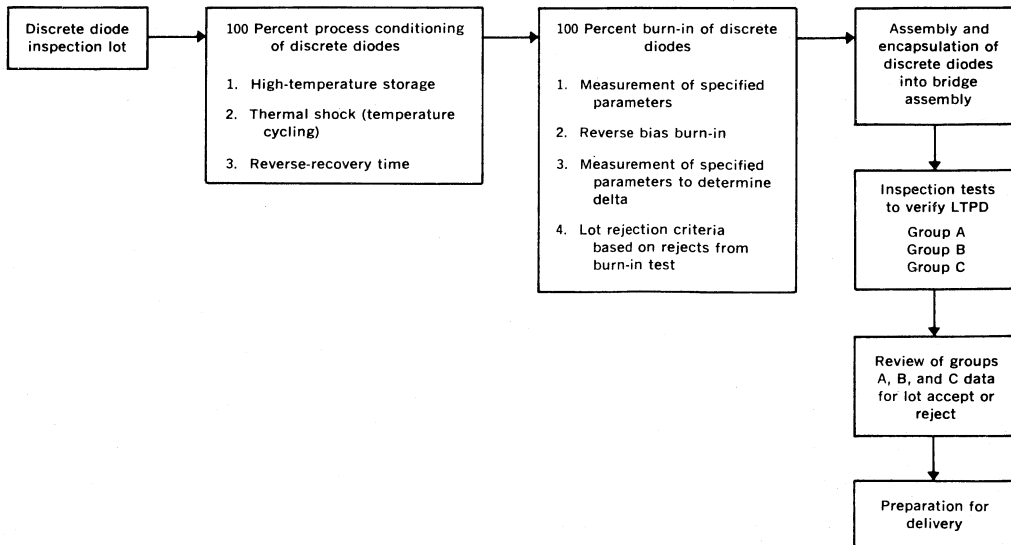 Discrete diode
inspection lot
100 Percent process conditioning
of discrete diodes
1. High-temperature storage
2. Thermal shock (temperature
cycling)
3. Reverse-recovery time
100 Percent burn-in of discrete
diodes
1. Measurement of specified
parameters
2. Reverse bias burn-in
3. Measurement of specified
parameters to determine
delta
4. Lot rejection criteria
based on rejects from
burn-in test
Assembly and
encapsulation of
discrete diodes
into bridge
assembly
Inspection tests
to verify LTPD
Group A
Group B
Group C
Review of groups
A, B, and C data
for lot accept or
reject
Preparation for
delivery